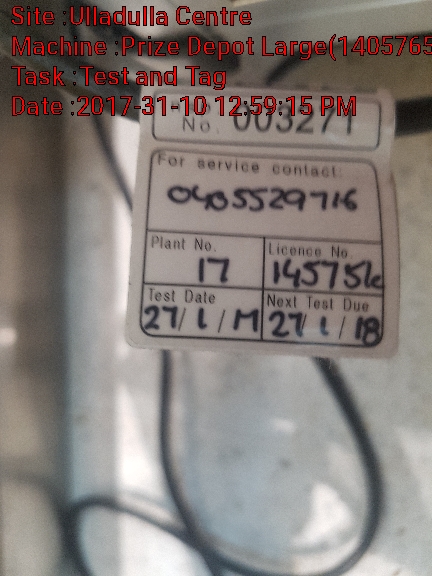 Site :Ulladulla Centre
Machine :Prize Depot Large(1405765
Task :Test and Tag
Date :2017-31-10 12:59:15 PM
No. 003271
For service contact:
0405529716
Plant No. Licence No
17 14575k
Test Date Next Test Due
27/1/17 27/1/18